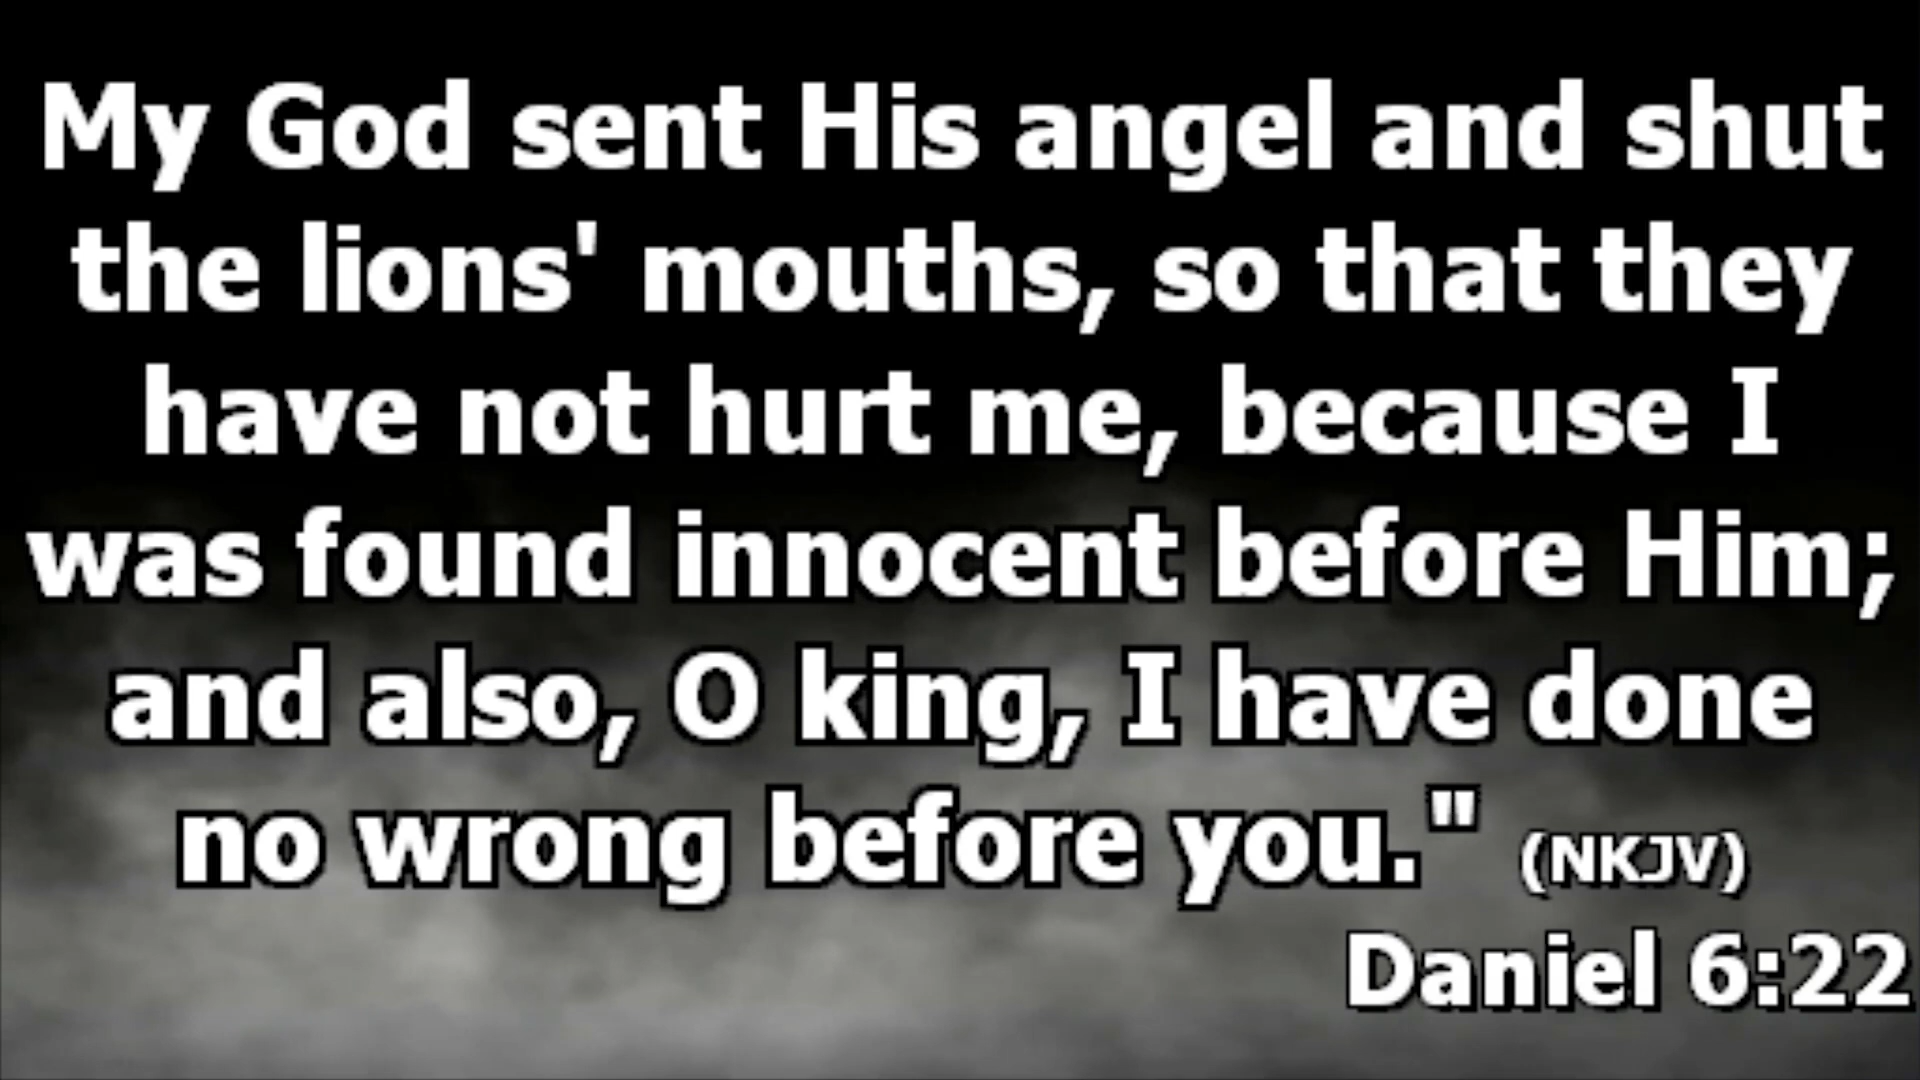 My God sent His angel and shut
the lions' mouths, so that they
have not hurt me, because I
was found innocent before Him;
and also, O king, I have done
no wrong before you." (NKJV)
Daniel 6:22